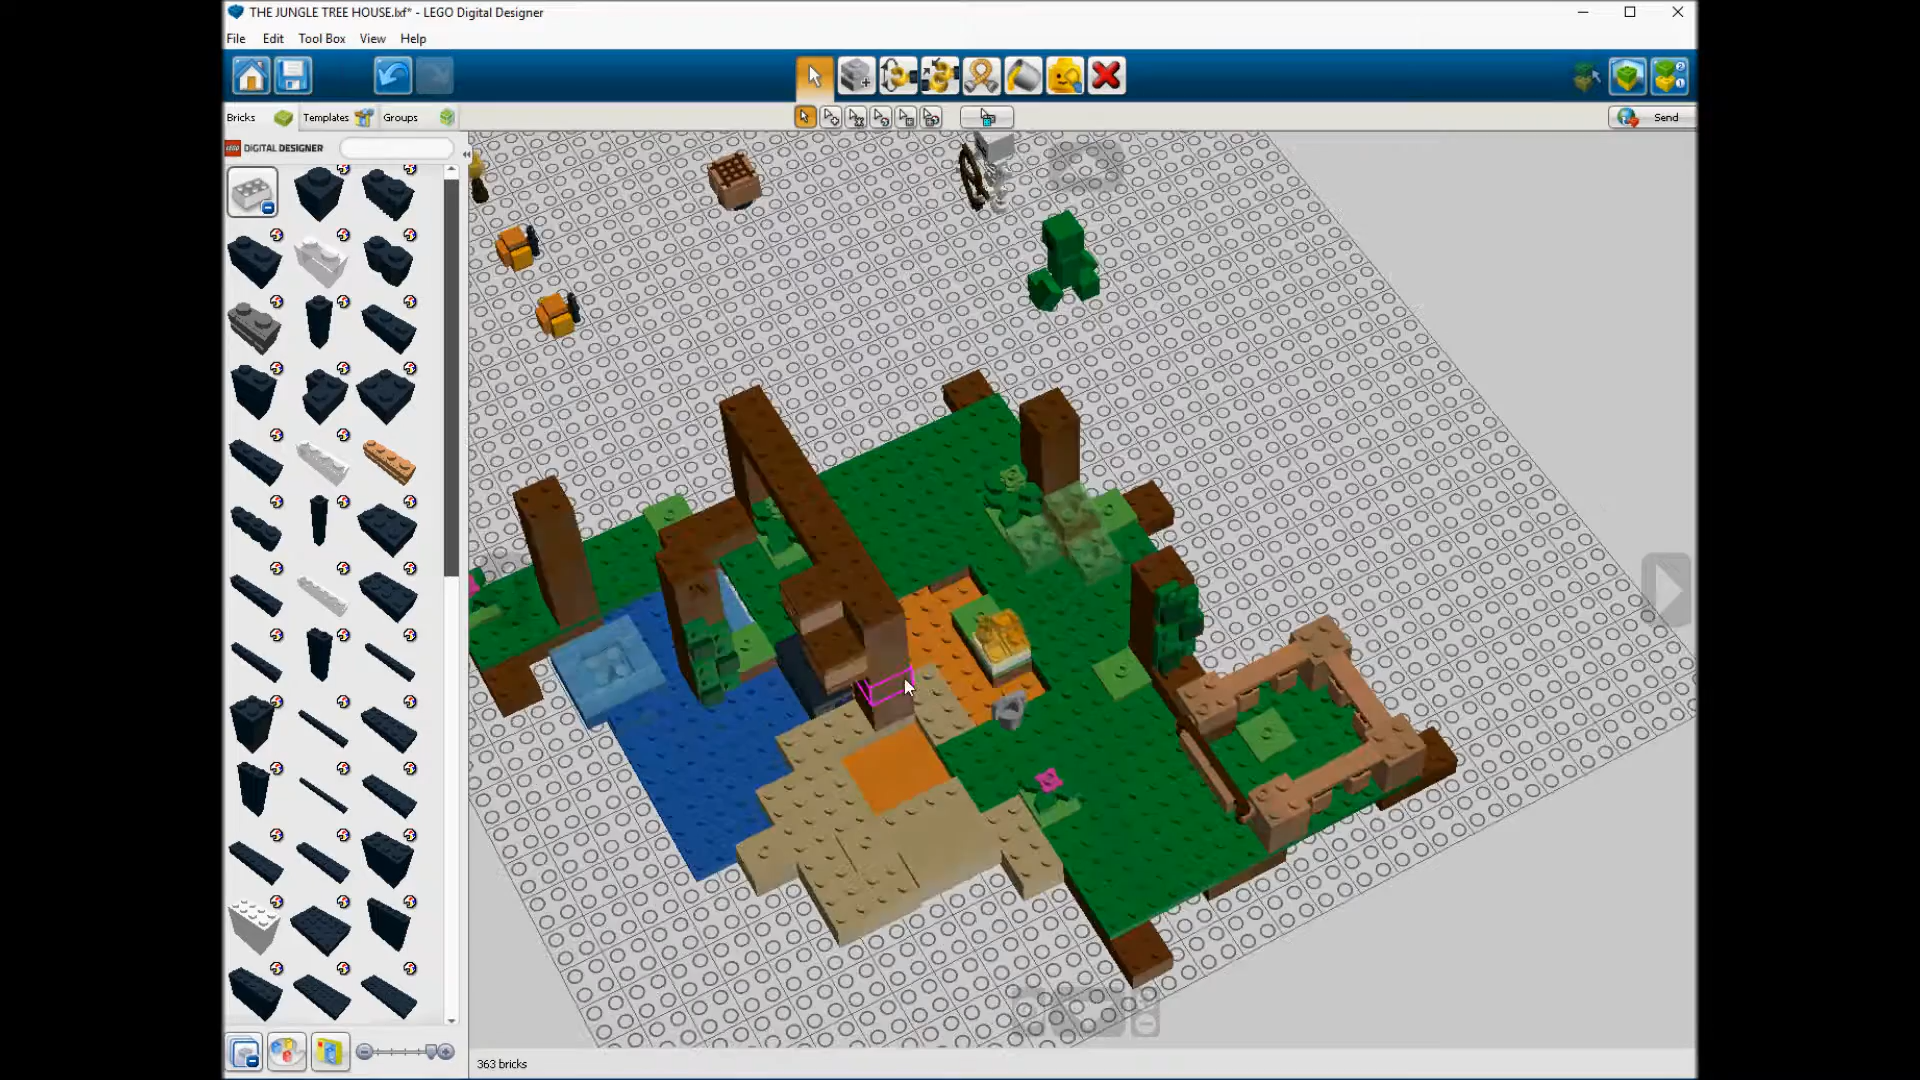 THE JUNGLE TREE HOUSE.lxf* - LEGO Digital Designer
File Edit Tool Box View Help
Bricks Templates Groups
Send
LEGO DIGITAL DESIGNER
363 bricks